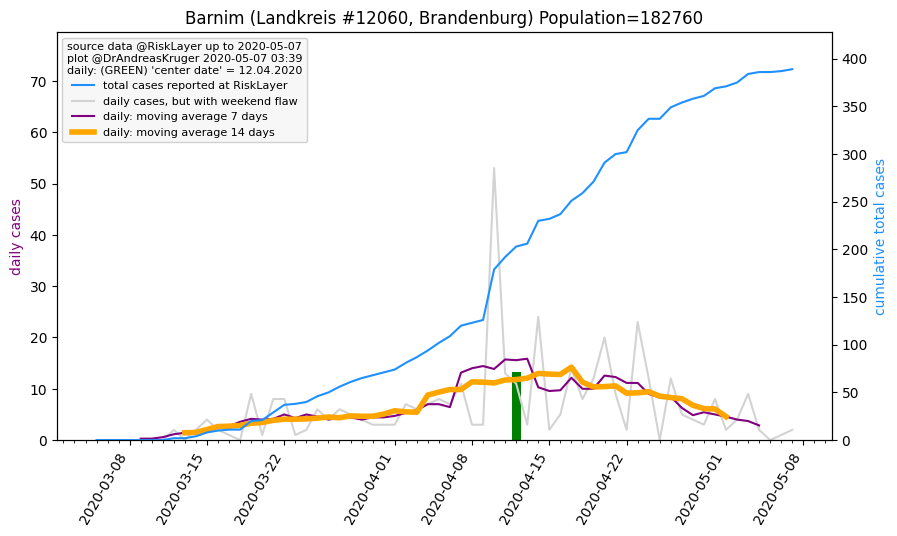 Barnim (Landkreis #12060, Brandenburg) Population=182760
source data @RiskLayer up to 2020-05-07
plot @DrAndreasKruger 2020-05-07 03:39
daily: (GREEN) 'center date' = 12.04.2020
total cases reported at RiskLayer
daily cases, but with weekend flaw
daily: moving average 7 days
daily: moving average 14 days
daily cases
70
60
50
40
30
20
10
0
cumulative total cases
400
350
300
250
200
150
100
50
0
2020-03-08
2020-03-15
2020-03-22
2020-04-01
2020-04-08
2020-04-15
2020-04-22
2020-05-01
2020-05-08